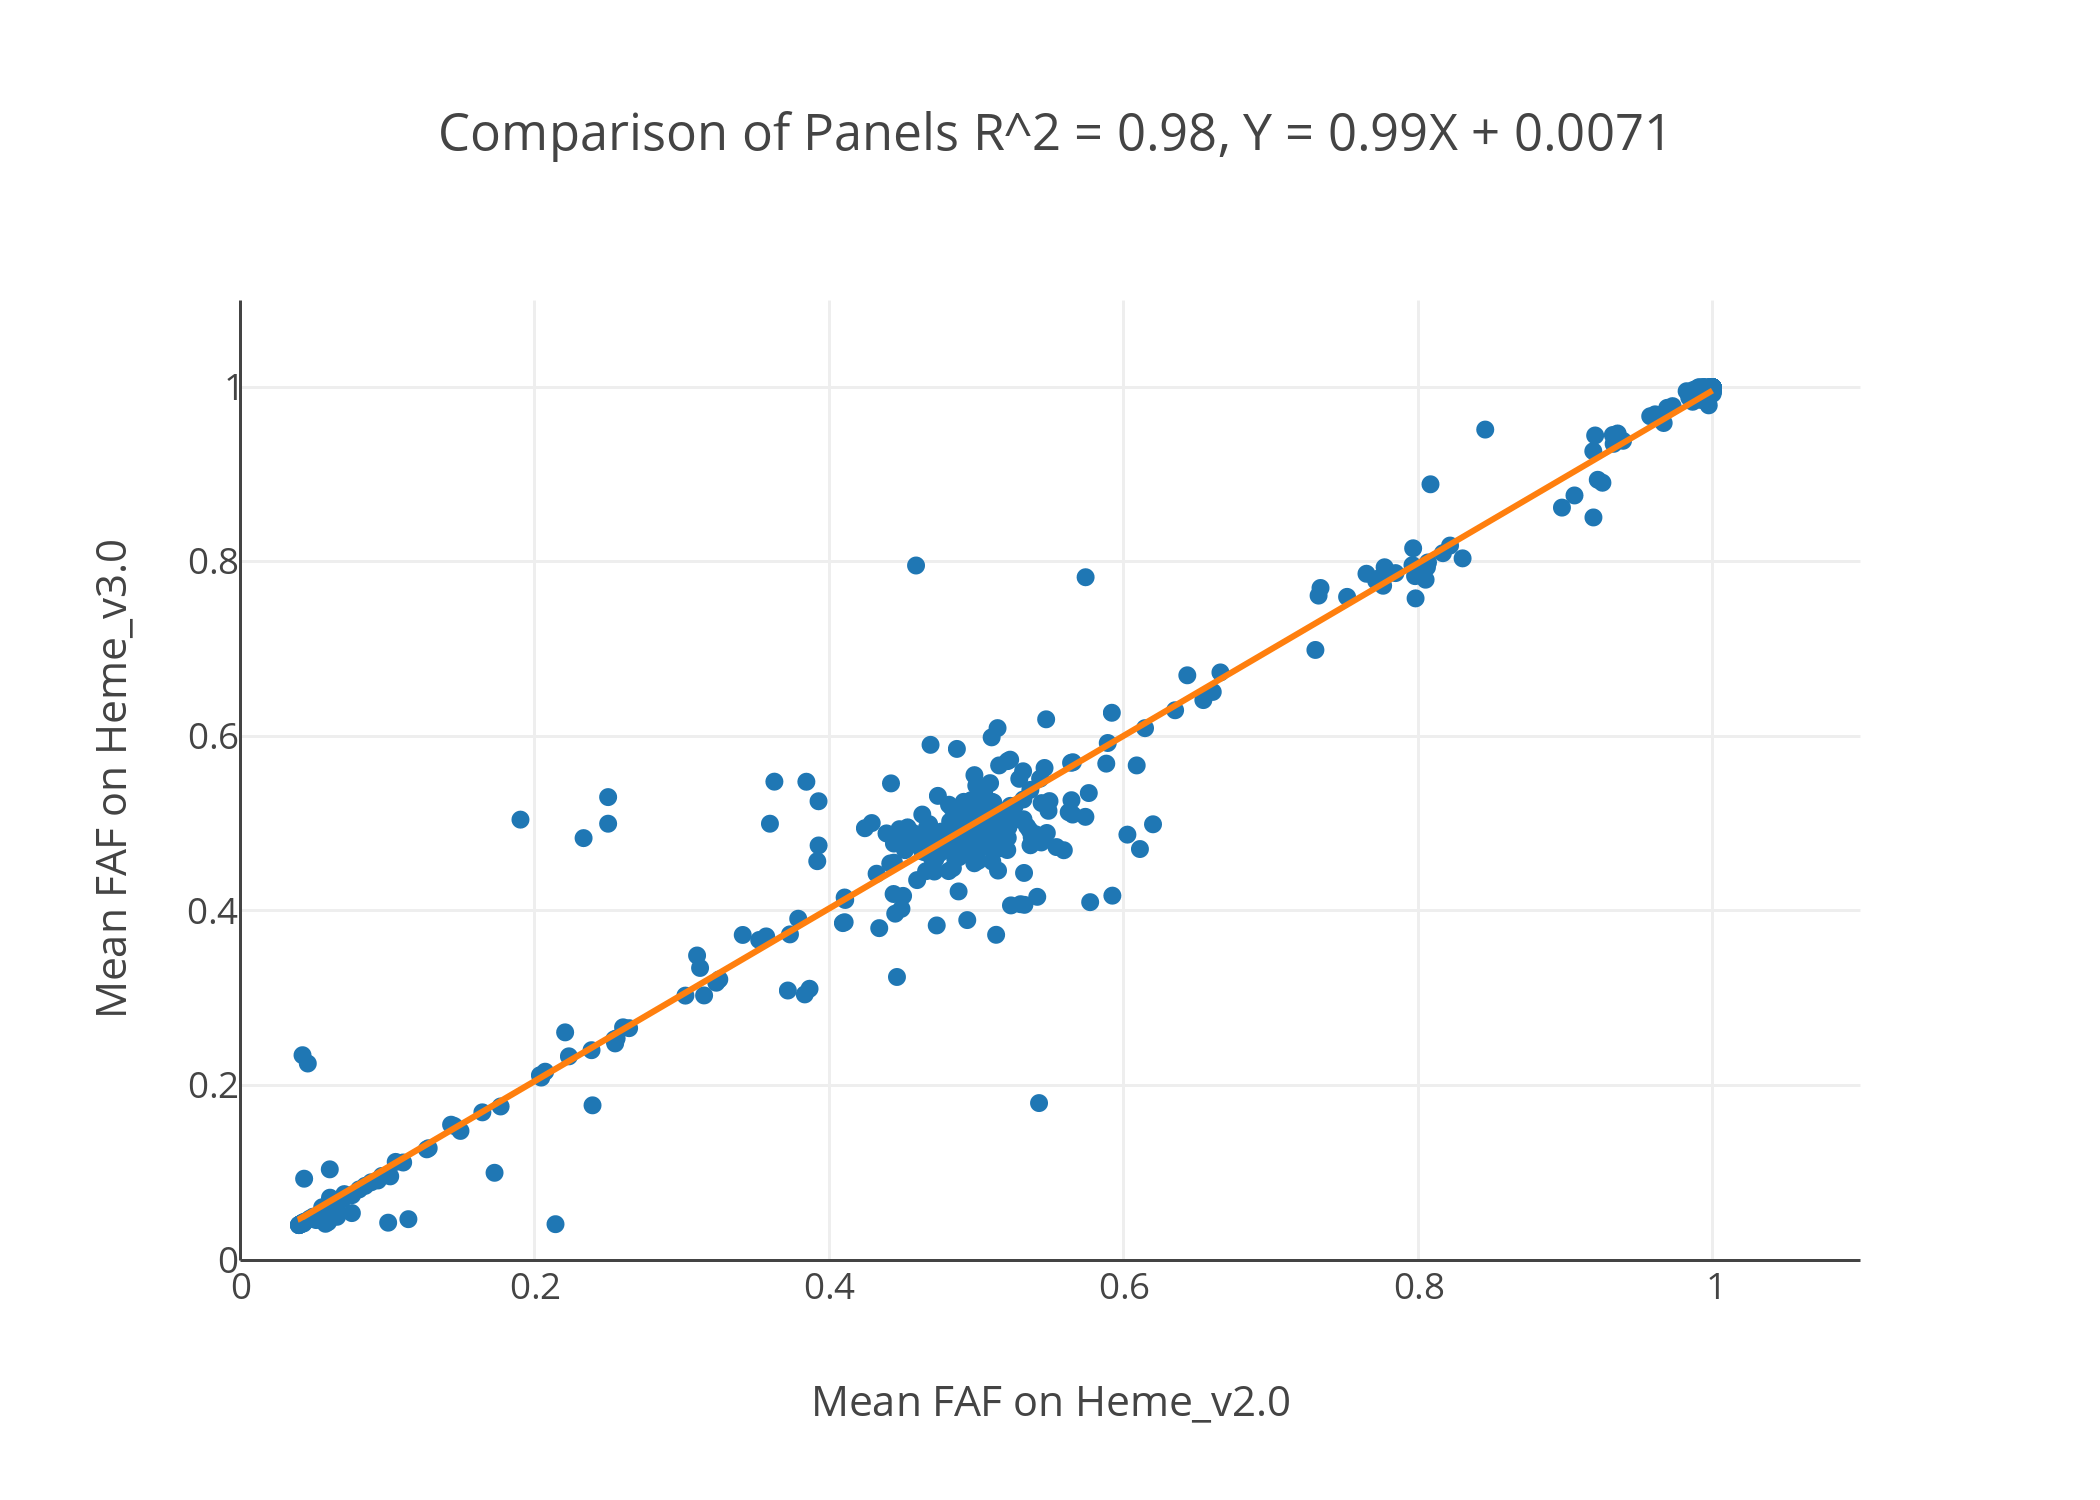 Comparison of Panels R^2 = 0.98, Y = 0.99X + 0.0071
Mean FAF on Heme_v3.0
1
0.8
0.6
0.4
0.2
0
0 0.2 0.4 0.6 0.8 1
Mean FAF on Heme_v2.0